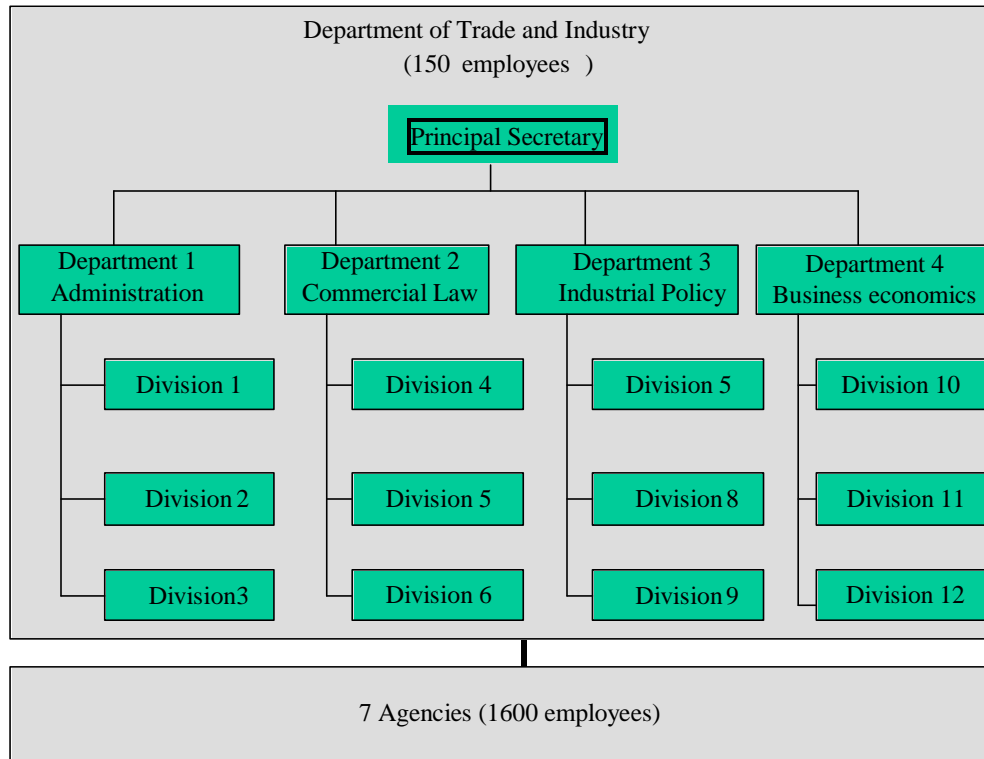 Department of Trade and Industry
(150 employees )
Principal Secretary
Department 1
Administration
Department 2
Commercial Law
Department 3
Industrial Policy
Department 4
Business economics
Division 1
Division 4
Division 5
Division 10
Division 2
Division 5
Division 8
Division 11
Division3
Division 6
Division 9
Division 12
7 Agencies (1600 employees)